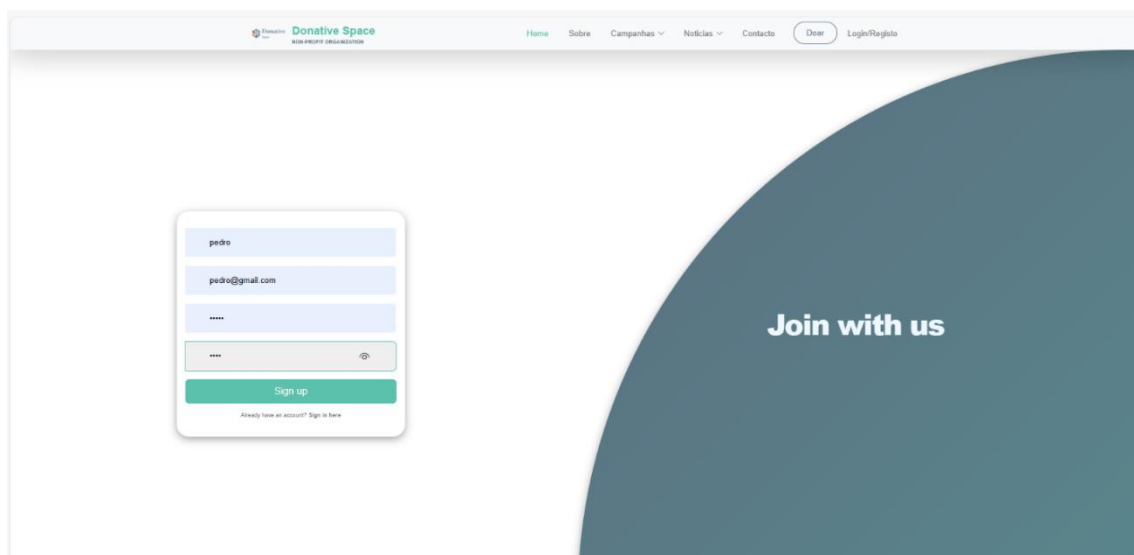 Donative Donative Space
NON-PROFIT ORGANIZATION
Home Sobre Campanhas Notícias Contacto Doar Login/Registo
pedro
pedro@gmail.com
•••••
••••
Sign up
Already have an account? Sign in here
Join with us